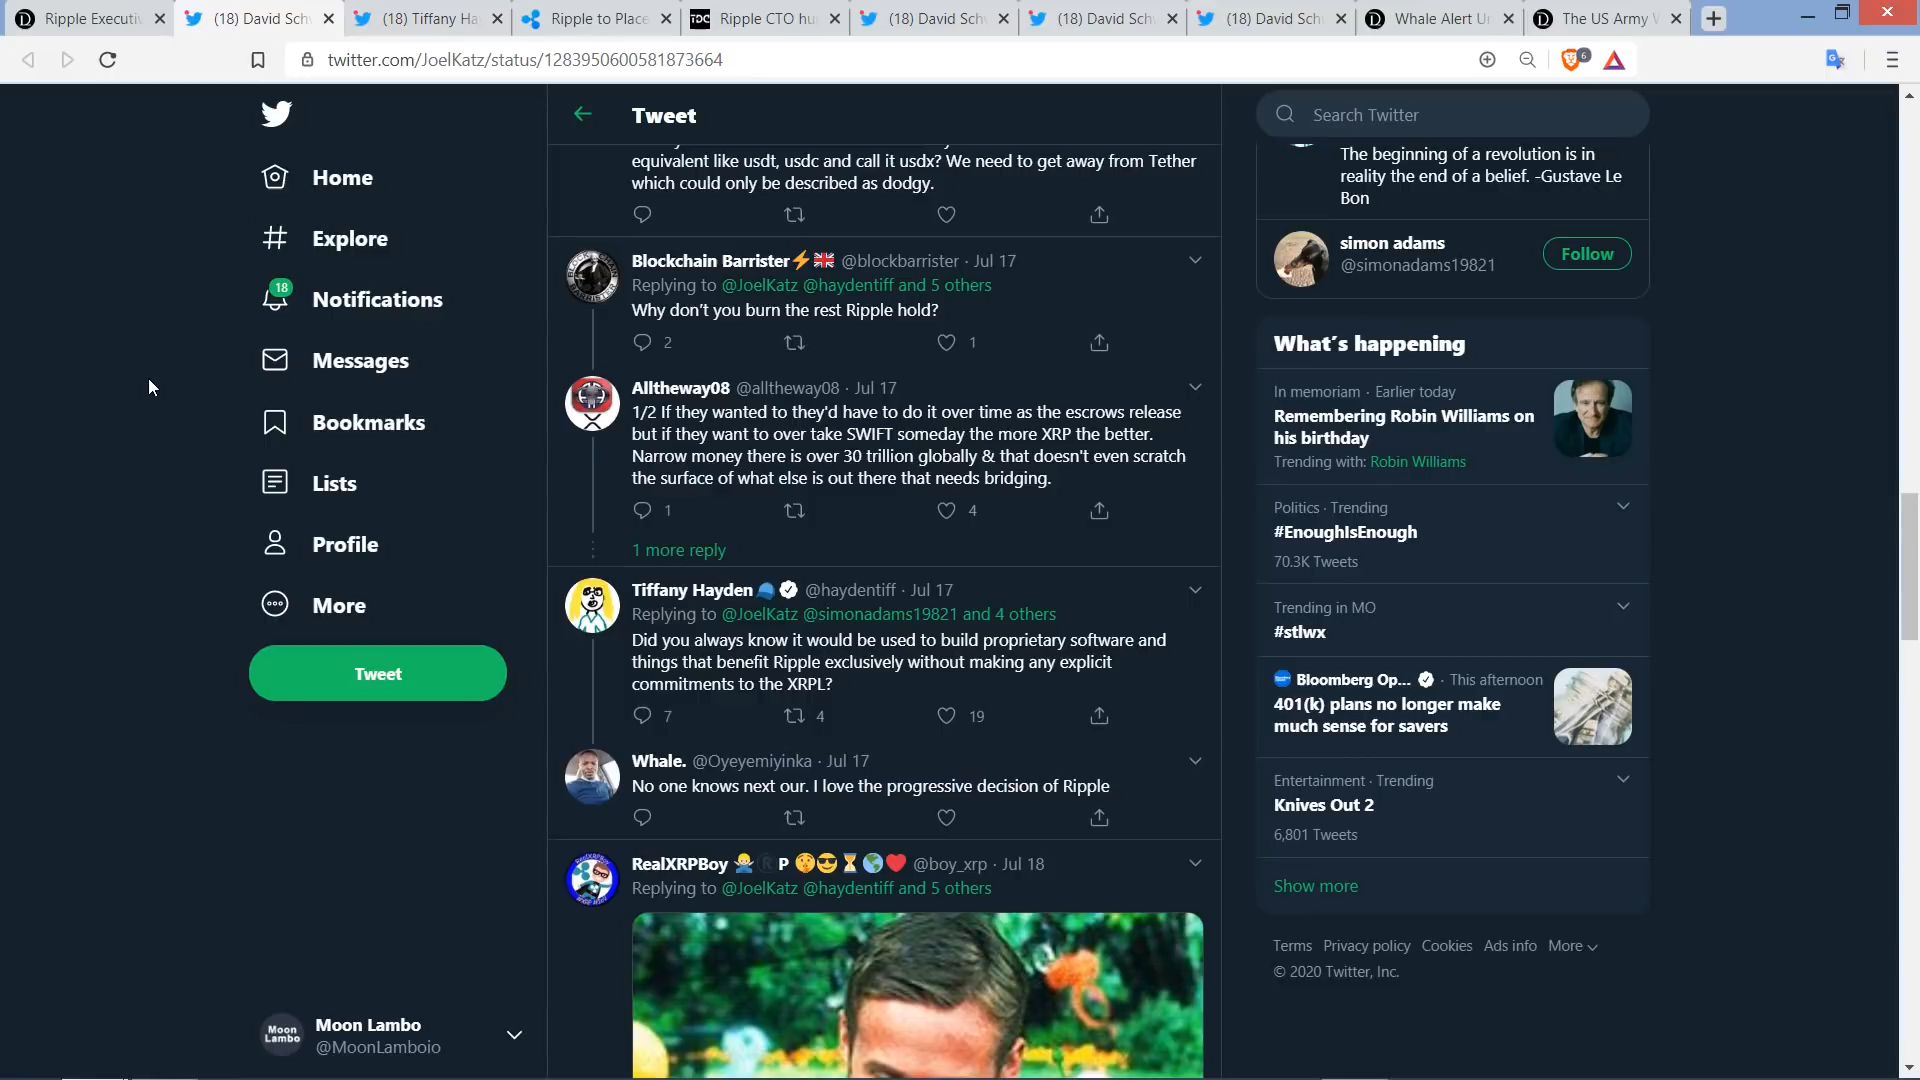 Ripple Executiv
(18) David Schw
(18) Tiffany Ha
Ripple to Place
Ripple CTO hu
(18) David Schw
(18) David Schw
(18) David Schw
Whale Alert U
The US Army
twitter.com/JoelKatz/status/1283950600581873664
6
Home
Explore
18
Notifications
Messages
Bookmarks
Lists
Profile
More
Tweet
Moon Lambo
Moon Lambo
@MoonLamboio
Tweet
equivalent like usdt, usdc and call it usdx? We need to get away from Tether
which could only be described as dodgy.
Blockchain Barrister⚡🇬🇧 @blockbarrister · Jul 17
Replying to @JoelKatz @haydentiff and 5 others
Why don't you burn the rest Ripple hold?
2 1
Alltheway08 @alltheway08 · Jul 17
1/2 If they wanted to they'd have to do it over time as the escrows release
but if they want to over take SWIFT someday the more XRP the better.
Narrow money there is over 30 trillion globally & that doesn't even scratch
the surface of what else is out there that needs bridging.
1 4
1 more reply
Tiffany Hayden🧢 @haydentiff · Jul 17
Replying to @JoelKatz @simonadams19821 and 4 others
Did you always know it would be used to build proprietary software and
things that benefit Ripple exclusively without making any explicit
commitments to the XRPL?
7 4 19
Whale. @Oyeyemiyinka · Jul 17
No one knows next our. I love the progressive decision of Ripple
RealXRPBoy 🙅‍♂️ R P 🤫😎⏳🌎❤️ @boy_xrp · Jul 18
Replying to @JoelKatz @haydentiff and 5 others
Search Twitter
The beginning of a revolution is in
reality the end of a belief. -Gustave Le
Bon
simon adams
@simonadams19821
Follow
What's happening
In memoriam · Earlier today
Remembering Robin Williams on
his birthday
Trending with: Robin Williams
Politics · Trending
#EnoughIsEnough
70.3K Tweets
Trending in MO
#stlwx
Bloomberg Op... · This afternoon
401(k) plans no longer make
much sense for savers
Entertainment · Trending
Knives Out 2
6,801 Tweets
Show more
Terms Privacy policy Cookies Ads info More
© 2020 Twitter, Inc.